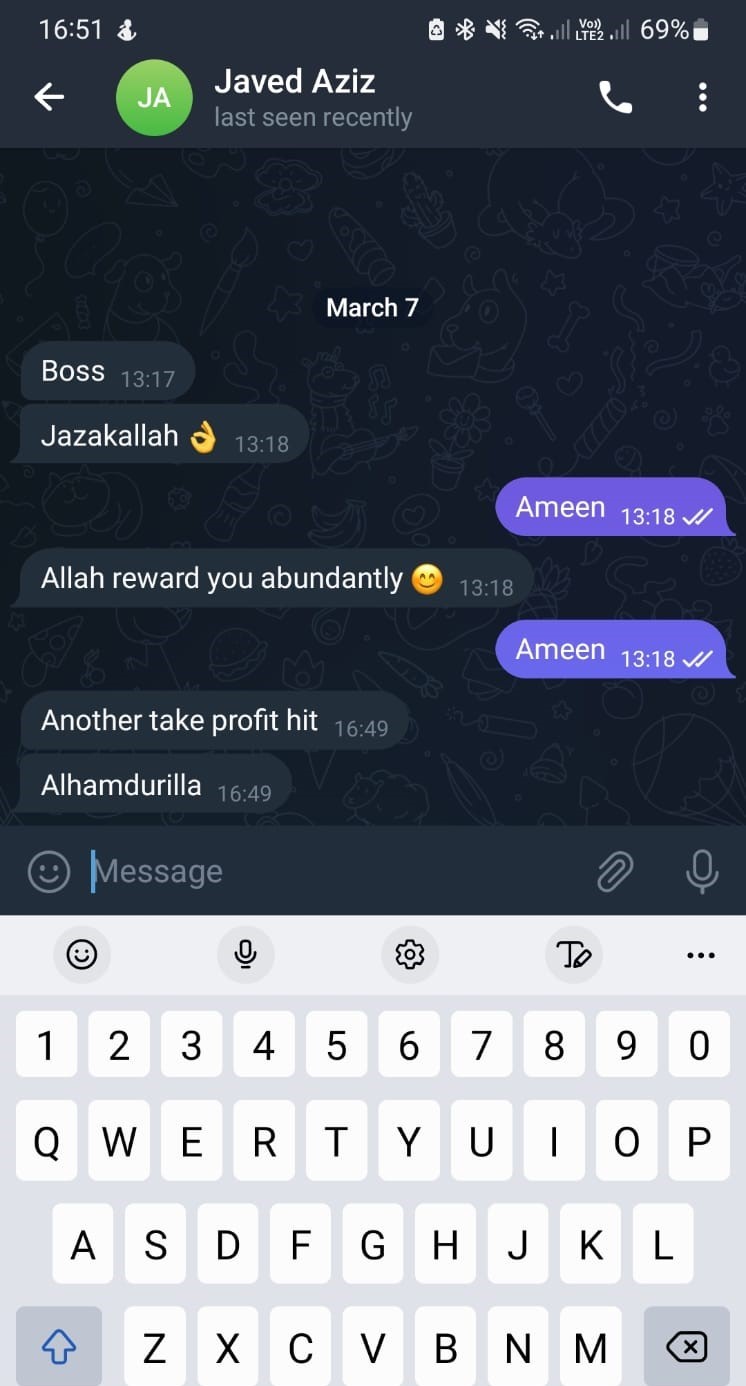 16:51
Vo))
LTE2
69%
JA
Javed Aziz
last seen recently
March 7
Boss 13:17
Jazakallah 👌 13:18
Ameen 13:18
Allah reward you abundantly 😊 13:18
Ameen 13:18
Another take profit hit 16:49
Alhamdurilla 16:49
Message
1 2 3 4 5 6 7 8 9 0
Q W E R T Y U I O P
A S D F G H J K L
Z X C V B N M